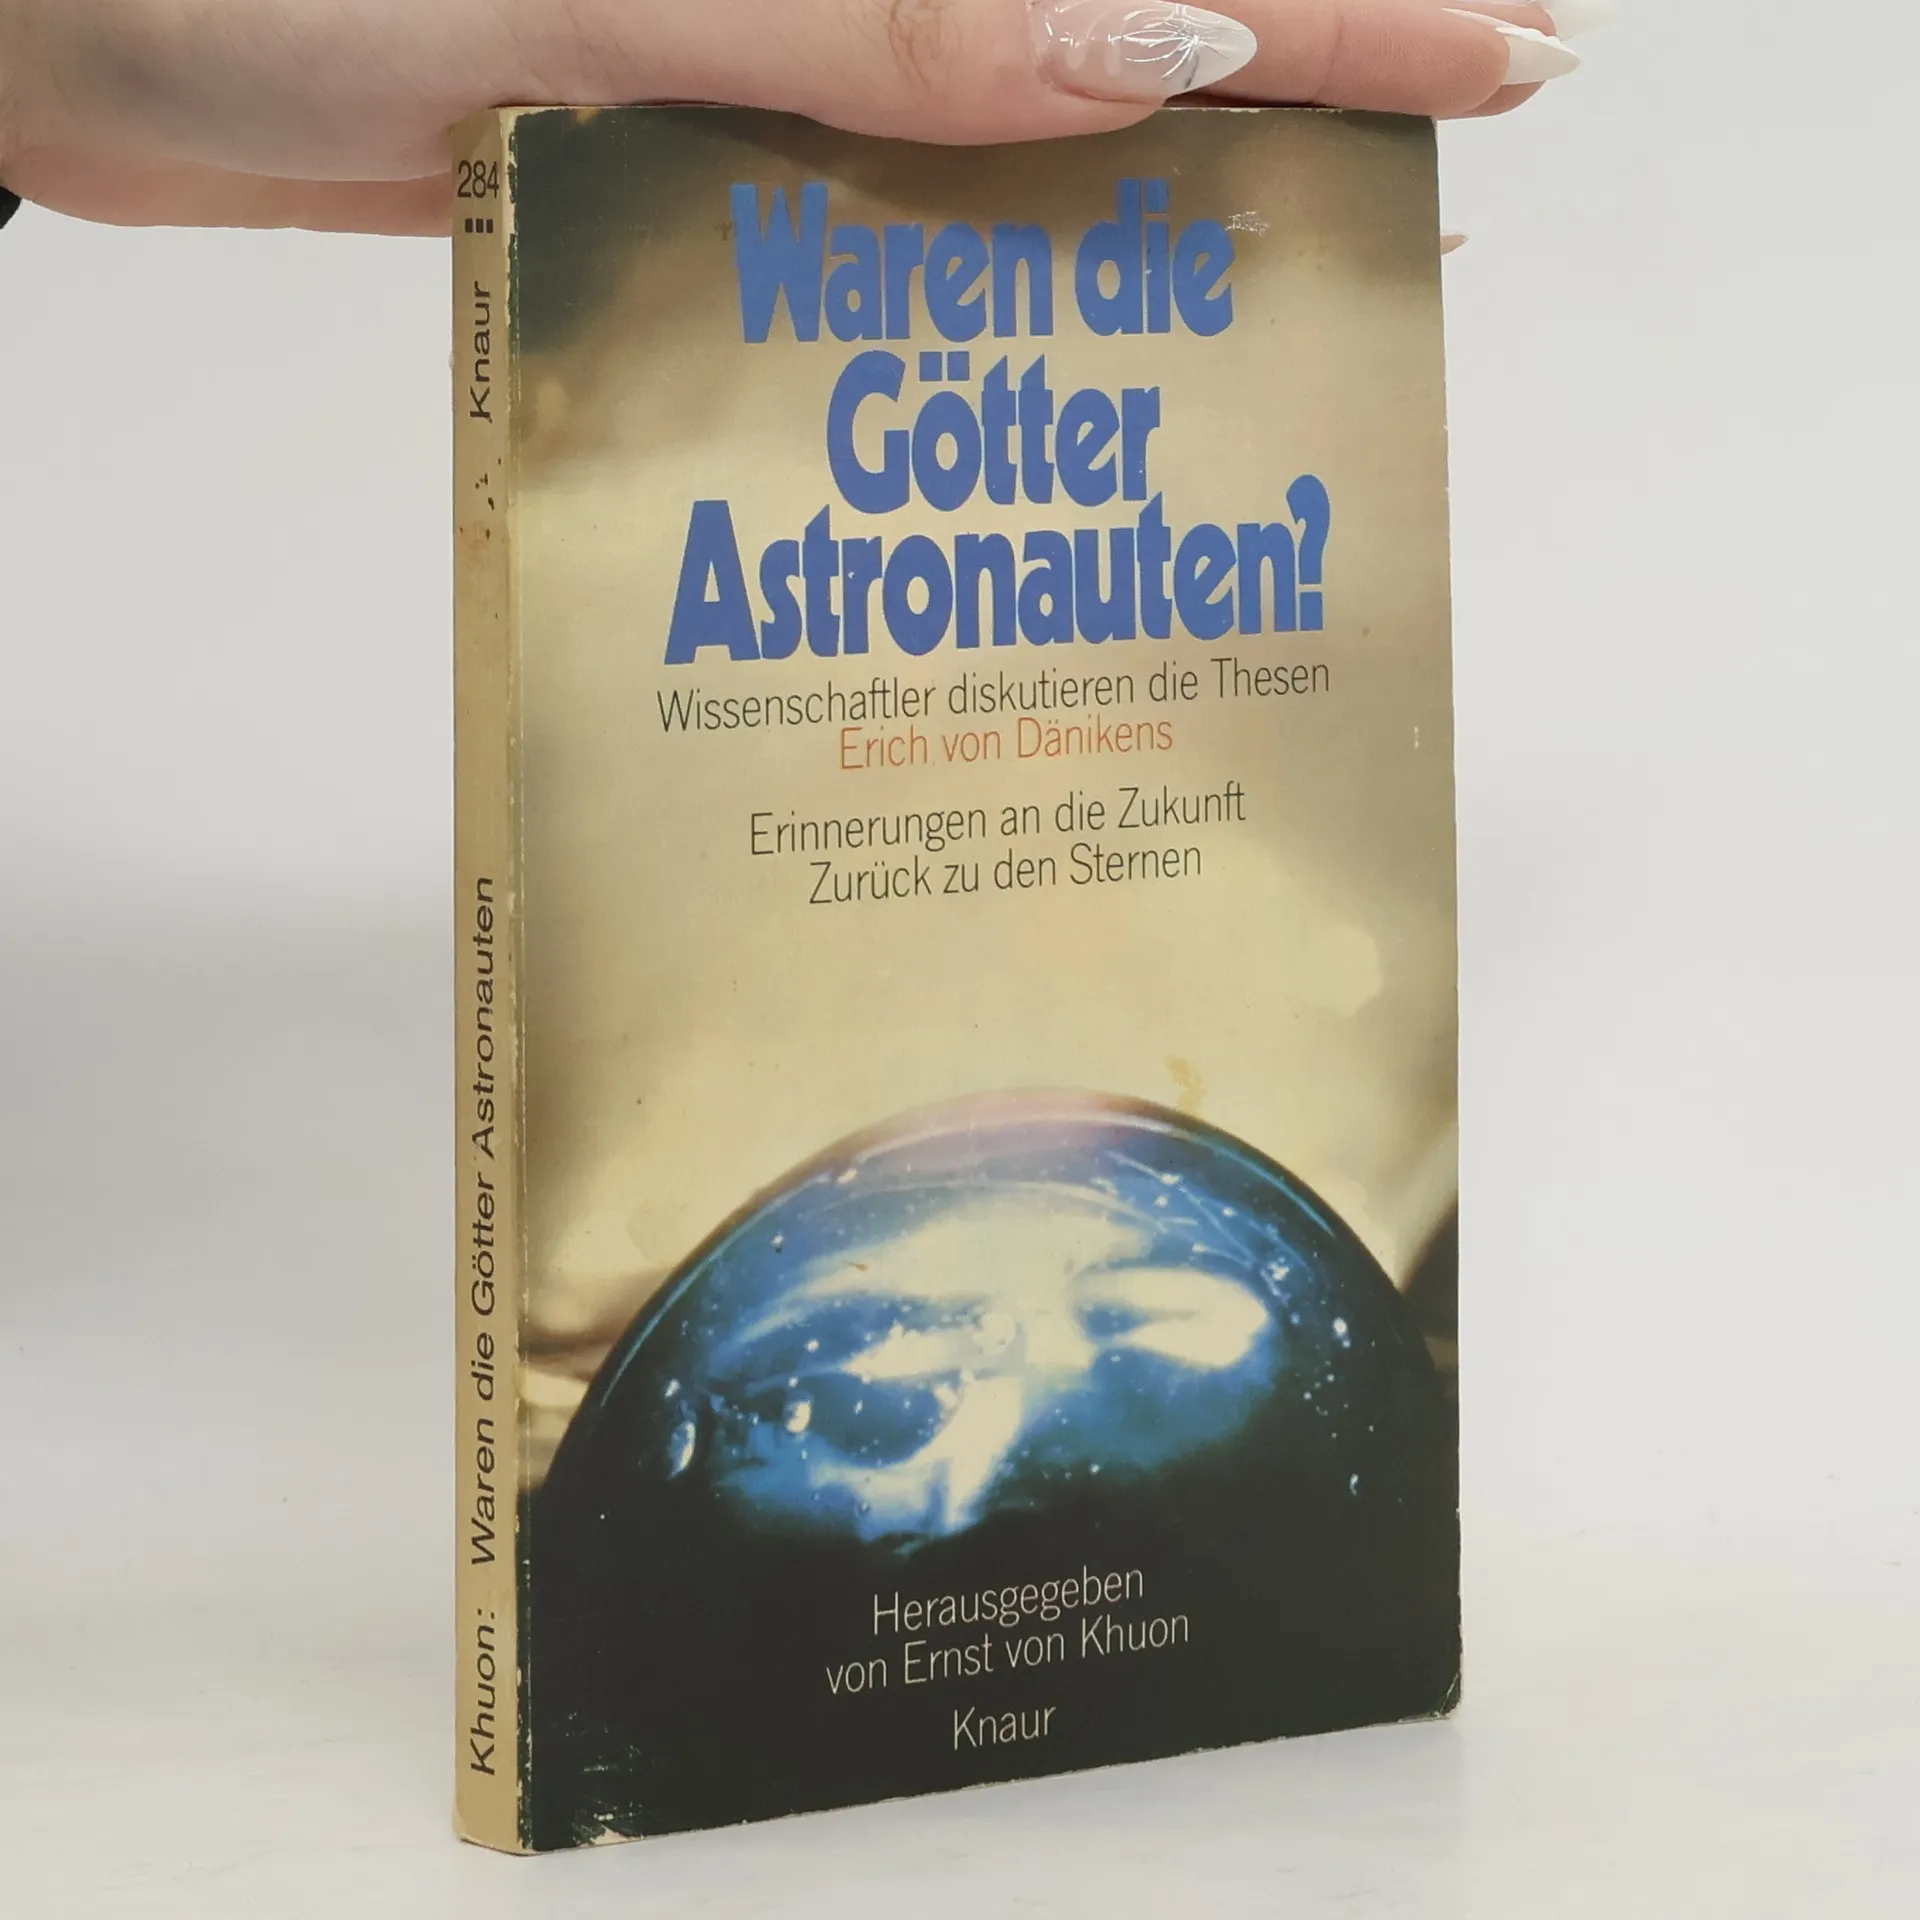 284
Knaur
Khuon: Waren die Götter Astronauten
Waren die
Götter
Astronauten?
Wissenschaftler diskutieren die Thesen
Erich von Dänikens
Erinnerungen an die Zukunft
Zurück zu den Sternen
Herausgegeben
von Ernst von Khuon
Knaur